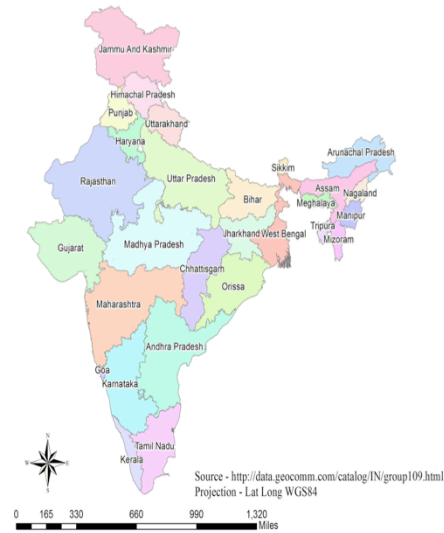 Jammu And Kashmir
Himachal Pradesh
Punjab
Uttarakhand
Haryana
Arunachal Pradesh
Sikkim
Rajasthan
Uttar Pradesh
Assam
Nagaland
Bihar
Meghalaya
Manipur
Jharkhand
West Bengal
Tripura
Mizoram
Gujarat
Madhya Pradesh
Chhattisgarh
Orissa
Maharashtra
Andhra Pradesh
Goa
Karnataka
Tamil Nadu
Kerala
N
W E
S
Source - http://data.geocomm.com/catalog/IN/group109.html
Projection - Lat Long WGS84
0 165 330 660 990 1,320
Miles